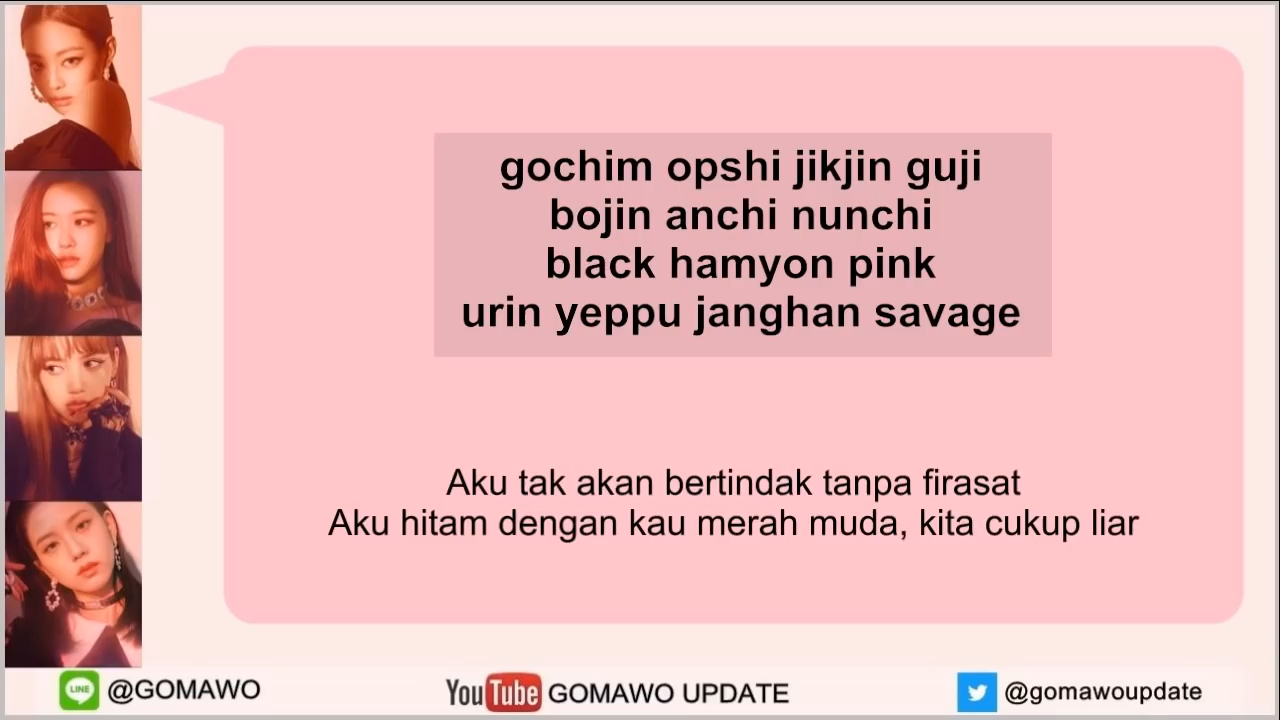 gochim opshi jikjin guji
bojin anchi nunchi
black hamyon pink
urin yeppu janghan savage
Aku tak akan bertindak tanpa firasat
Aku hitam dengan kau merah muda, kita cukup liar
LINE @GOMAWO
YouTube GOMAWO UPDATE
@gomawoupdate